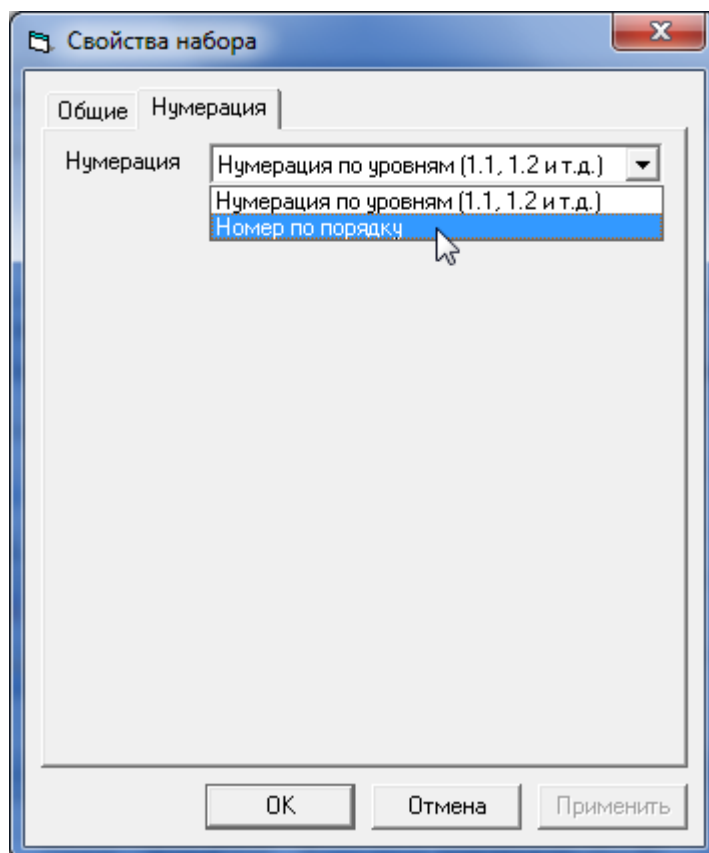 Свойства набора
Общие Нумерация
Нумерация Нумерация по уровням (1.1, 1.2 и т.д.)
Нумерация по уровням (1.1, 1.2 и т.д.)
Номер по порядку
OK Отмена Применить